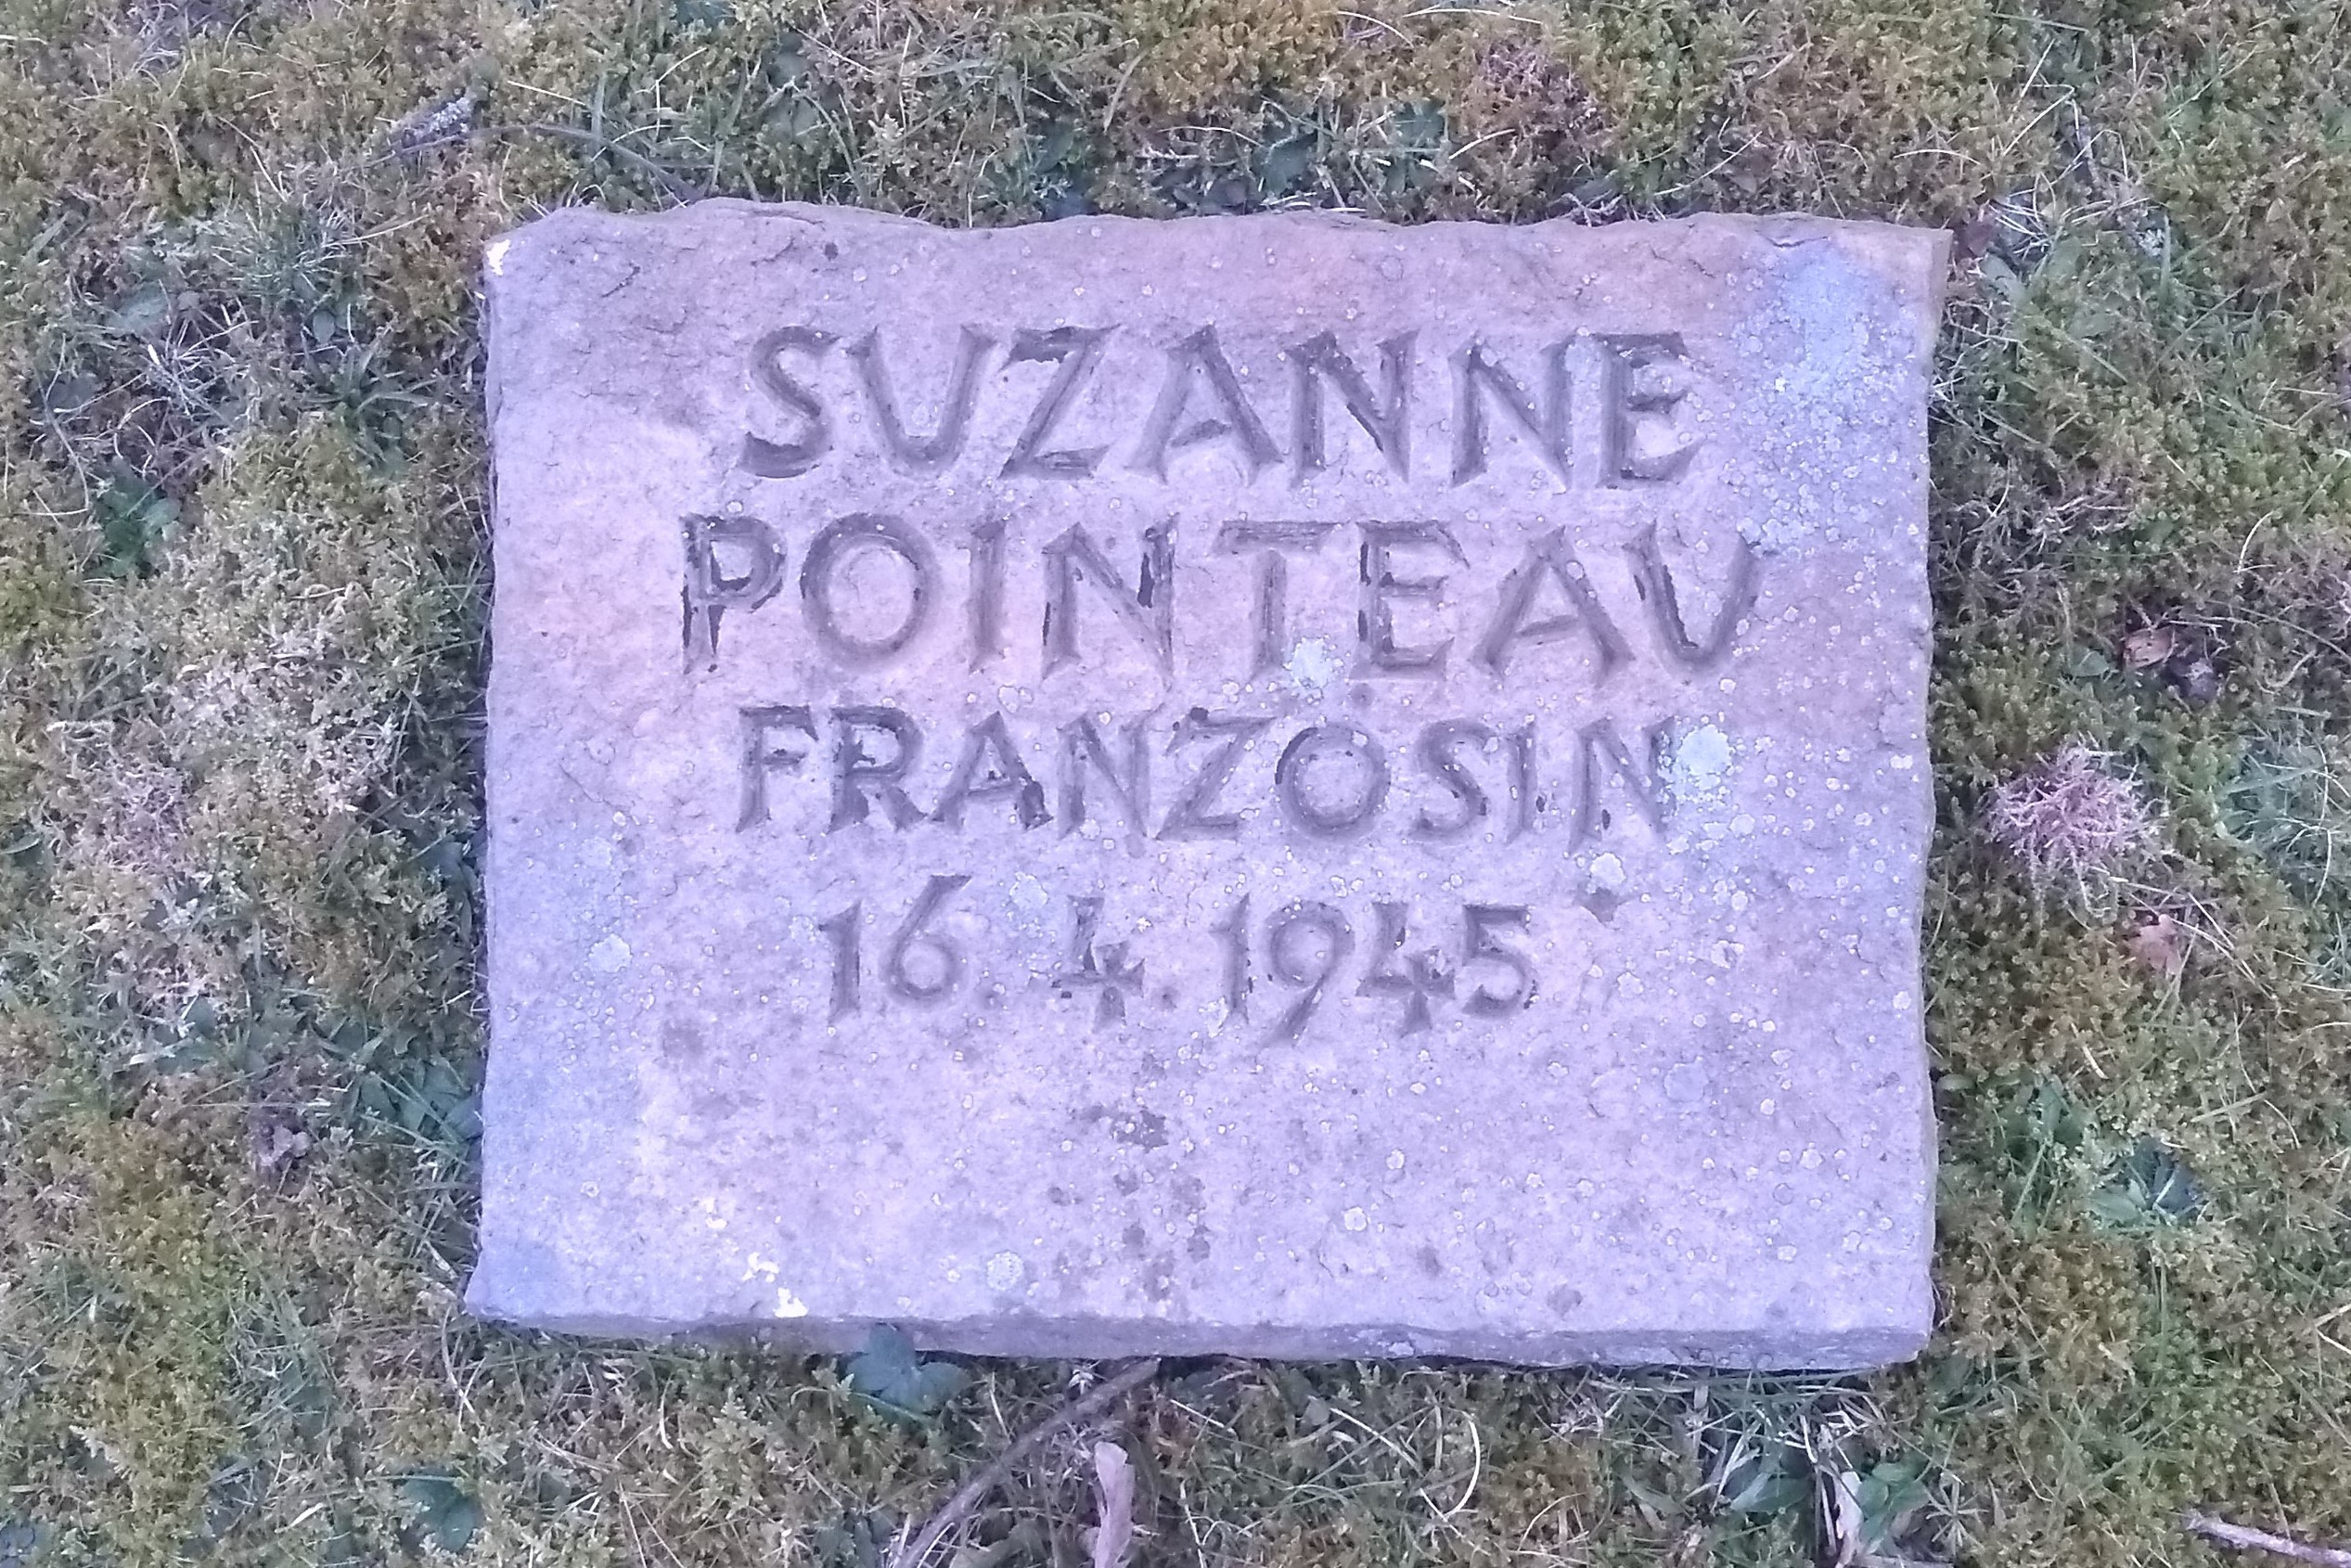 SUZANNE
POINTEAU
FRANZÖSIN
16.4.1945